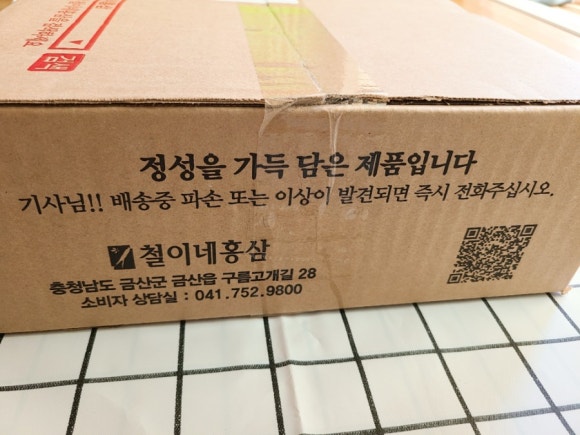 정성을 가득 담은 제품입니다
기사님!! 배송중 파손 또는 이상이 발견되면 즉시 전화주십시오.
철이네홍삼
충청남도 금산군 금산읍 구름고개길 28
소비자 상담실 : 041.752.9800